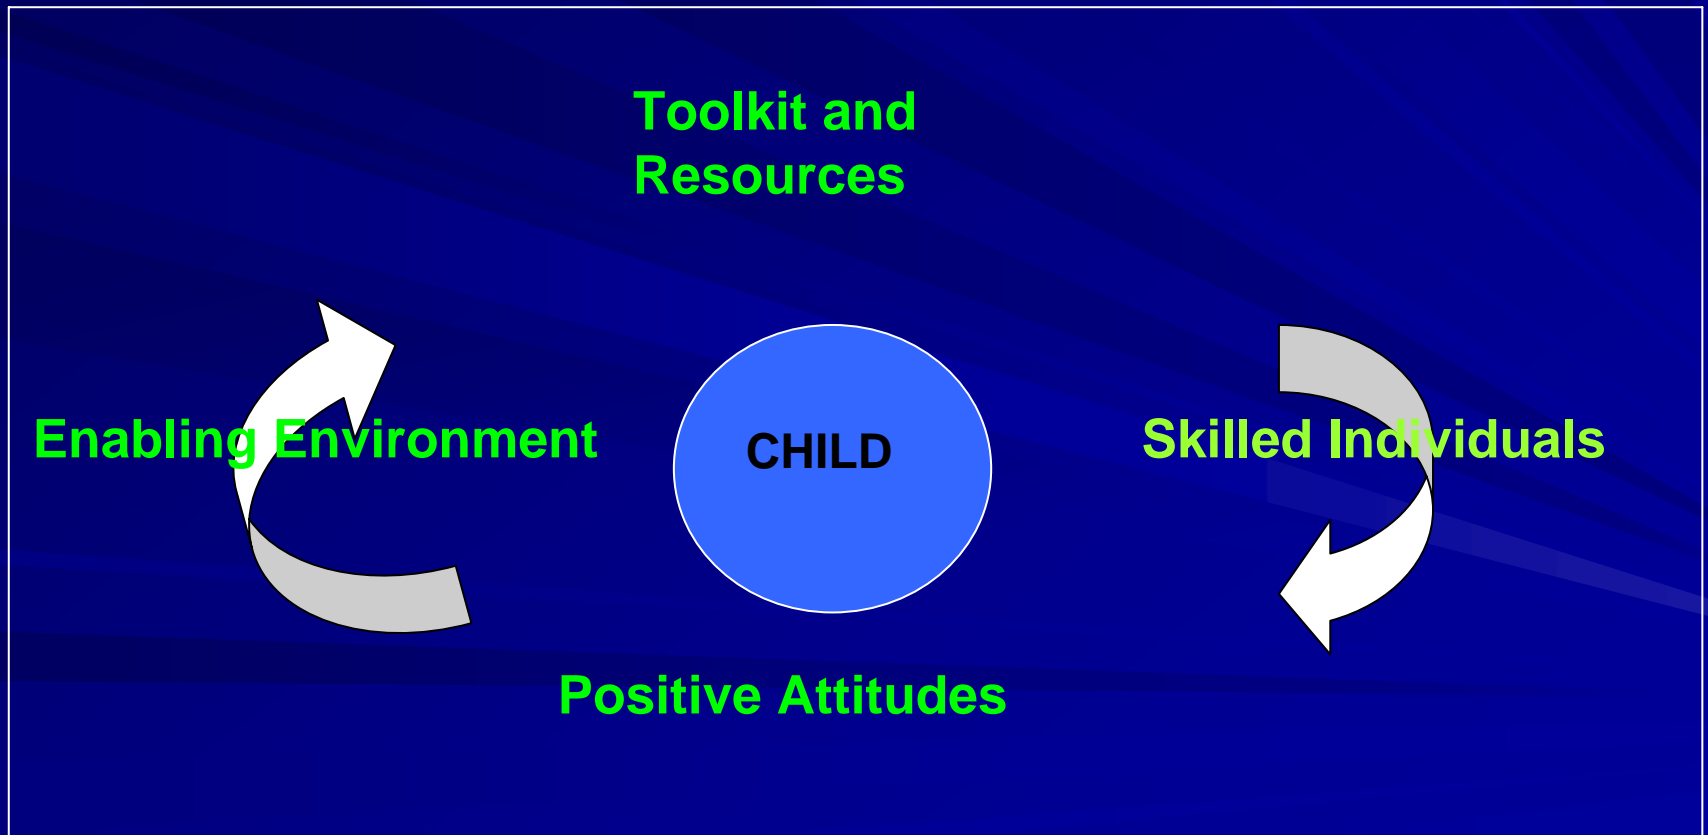 Toolkit and
Resources
Enabling Environment
CHILD
Skilled Individuals
Positive Attitudes